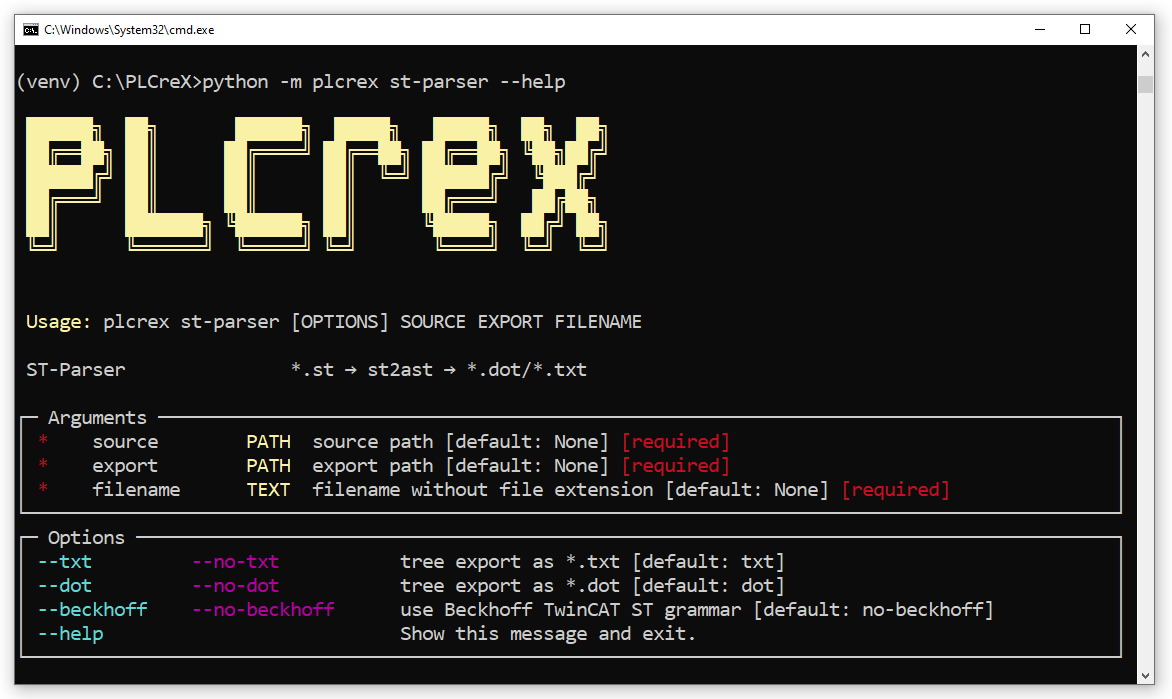 C:\Windows\System32\cmd.exe
(venv) C:\PLCreX>python -m plcrex st-parser --help
PLCreX
Usage: plcrex st-parser [OPTIONS] SOURCE EXPORT FILENAME
ST-Parser *.st → st2ast → *.dot/*.txt
Arguments
* source PATH source path [default: None] [required]
* export PATH export path [default: None] [required]
* filename TEXT filename without file extension [default: None] [required]
Options
--txt --no-txt tree export as *.txt [default: txt]
--dot --no-dot tree export as *.dot [default: dot]
--beckhoff --no-beckhoff use Beckhoff TwinCAT ST grammar [default: no-beckhoff]
--help Show this message and exit.